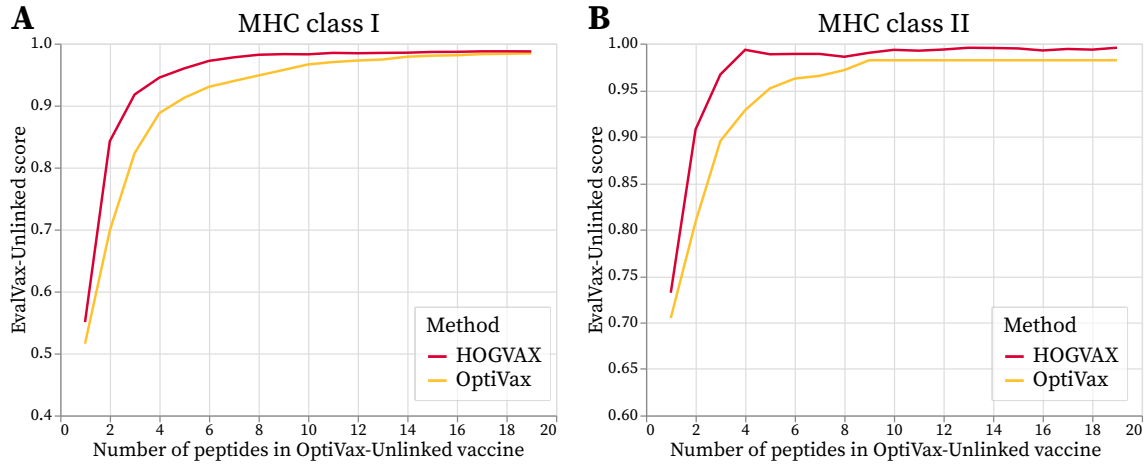 A
MHC class I
EvalVax-Unlinked score
1.0
0.9
0.8
0.7
0.6
0.5
0.4
0 2 4 6 8 10 12 14 16 18 20
Number of peptides in OptiVax-Unlinked vaccine
Method
HOGVAX
OptiVax
B
MHC class II
EvalVax-Unlinked score
1.00
0.95
0.90
0.85
0.80
0.75
0.70
0.65
0.60
0 2 4 6 8 10 12 14 16 18 20
Number of peptides in OptiVax-Unlinked vaccine
Method
HOGVAX
OptiVax